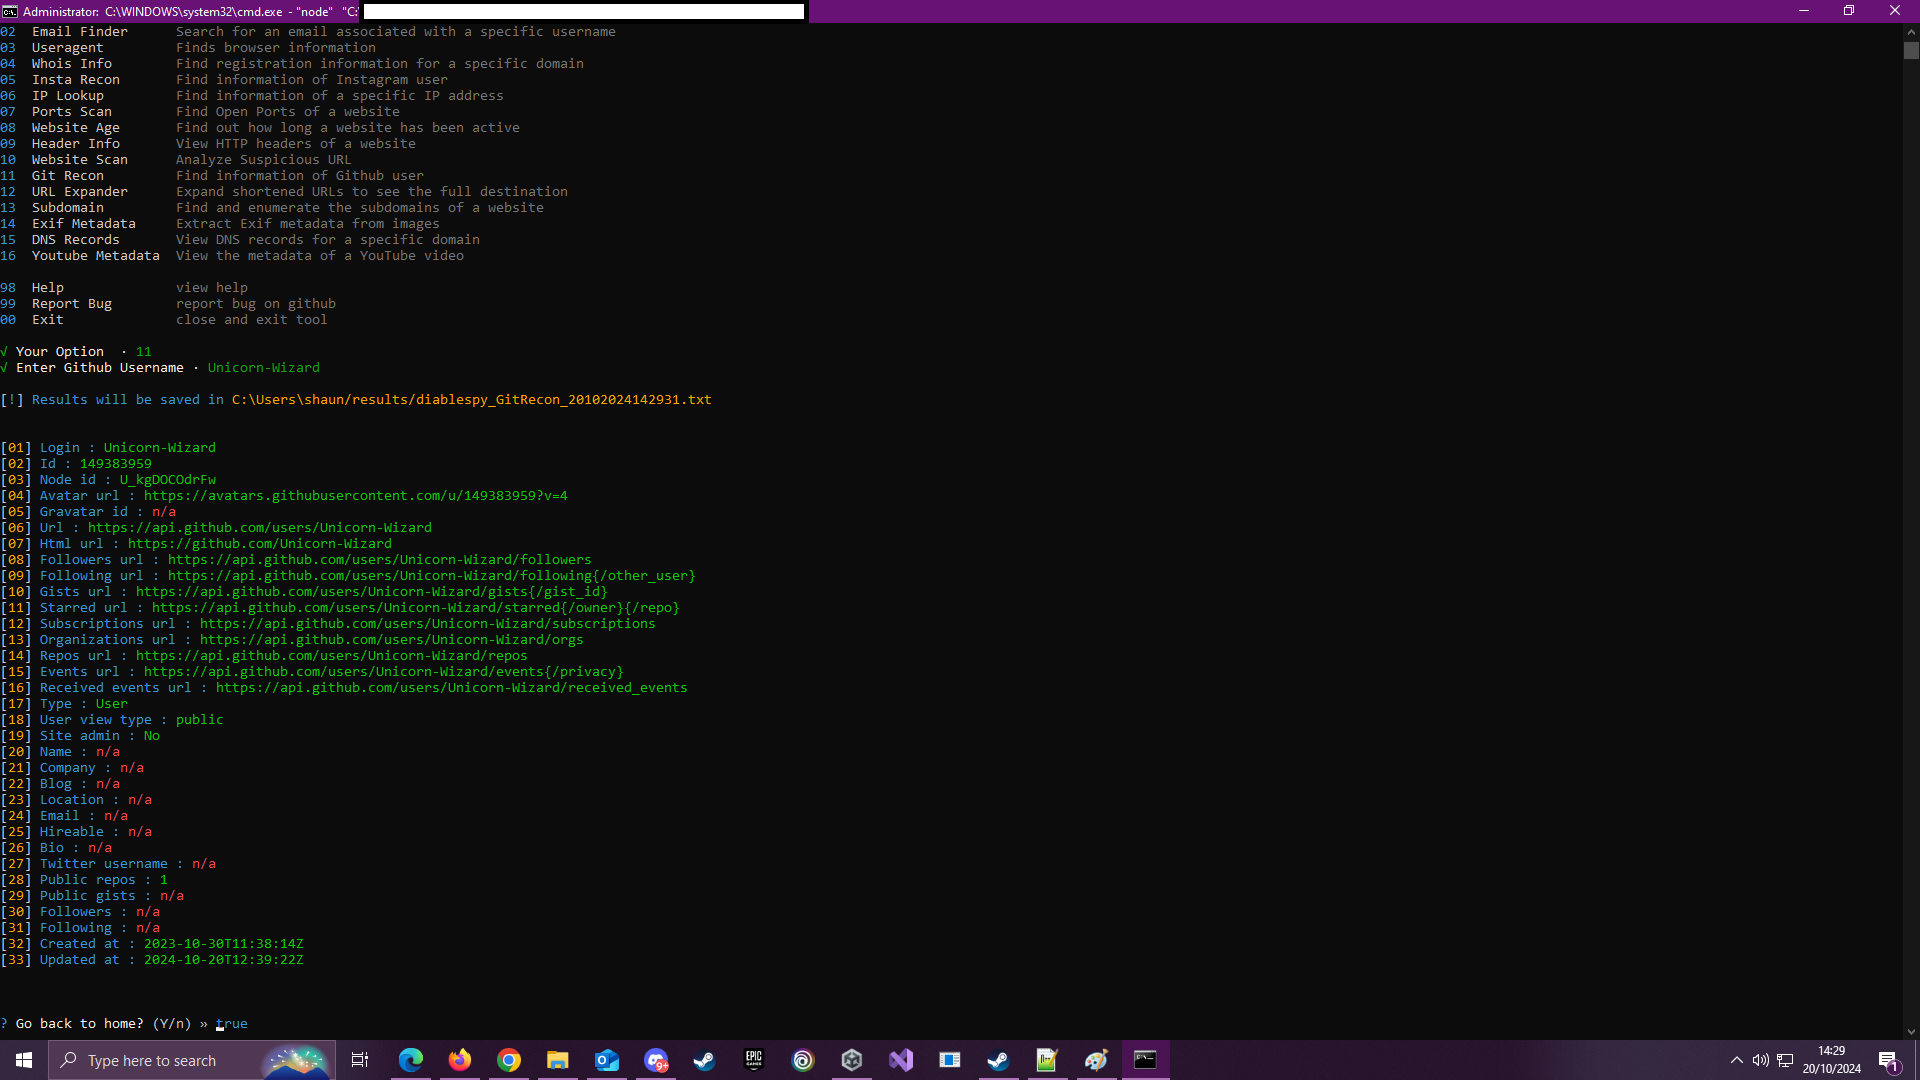 Administrator: C:\WINDOWS\system32\cmd.exe - "node" "C:
02 Email Finder Search for an email associated with a specific username
03 Useragent Finds browser information
04 Whois Info Find registration information for a specific domain
05 Insta Recon Find information of Instagram user
06 IP Lookup Find information of a specific IP address
07 Ports Scan Find Open Ports of a website
08 Website Age Find out how long a website has been active
09 Header Info View HTTP headers of a website
10 Website Scan Analyze Suspicious URL
11 Git Recon Find information of Github user
12 URL Expander Expand shortened URLs to see the full destination
13 Subdomain Find and enumerate the subdomains of a website
14 Exif Metadata Extract Exif metadata from images
15 DNS Records View DNS records for a specific domain
16 Youtube Metadata View the metadata of a YouTube video
98 Help view help
99 Report Bug report bug on github
00 Exit close and exit tool
√ Your Option · 11
√ Enter Github Username · Unicorn-Wizard
[!] Results will be saved in C:\Users\shaun/results/diablespy_GitRecon_20102024142931.txt
[01] Login : Unicorn-Wizard
[02] Id : 149383959
[03] Node id : U_kgDOCOdrFw
[04] Avatar url : https://avatars.githubusercontent.com/u/149383959?v=4
[05] Gravatar id : n/a
[06] Url : https://api.github.com/users/Unicorn-Wizard
[07] Html url : https://github.com/Unicorn-Wizard
[08] Followers url : https://api.github.com/users/Unicorn-Wizard/followers
[09] Following url : https://api.github.com/users/Unicorn-Wizard/following{/other_user}
[10] Gists url : https://api.github.com/users/Unicorn-Wizard/gists{/gist_id}
[11] Starred url : https://api.github.com/users/Unicorn-Wizard/starred{/owner}{/repo}
[12] Subscriptions url : https://api.github.com/users/Unicorn-Wizard/subscriptions
[13] Organizations url : https://api.github.com/users/Unicorn-Wizard/orgs
[14] Repos url : https://api.github.com/users/Unicorn-Wizard/repos
[15] Events url : https://api.github.com/users/Unicorn-Wizard/events{/privacy}
[16] Received events url : https://api.github.com/users/Unicorn-Wizard/received_events
[17] Type : User
[18] User view type : public
[19] Site admin : No
[20] Name : n/a
[21] Company : n/a
[22] Blog : n/a
[23] Location : n/a
[24] Email : n/a
[25] Hireable : n/a
[26] Bio : n/a
[27] Twitter username : n/a
[28] Public repos : 1
[29] Public gists : n/a
[30] Followers : n/a
[31] Following : n/a
[32] Created at : 2023-10-30T11:38:14Z
[33] Updated at : 2024-10-20T12:39:22Z
? Go back to home? (Y/n) » true
Type here to search
9+
EPIC GAMES
14:29
20/10/2024
1